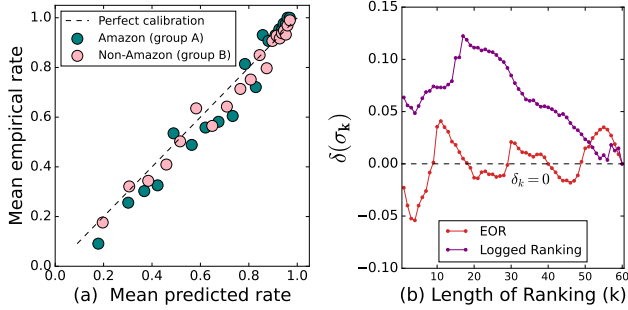 Perfect calibration
Amazon (group A)
Non-Amazon (group B)
Mean empirical rate
1.0
0.8
0.6
0.4
0.2
0.0
0.0 0.2 0.4 0.6 0.8 1.0
(a) Mean predicted rate
δ(σ𝐤)
0.15
0.10
0.05
0.00
−0.05
−0.10
δₖ=0
EOR
Logged Ranking
10 20 30 40 50 60
(b) Length of Ranking (k)